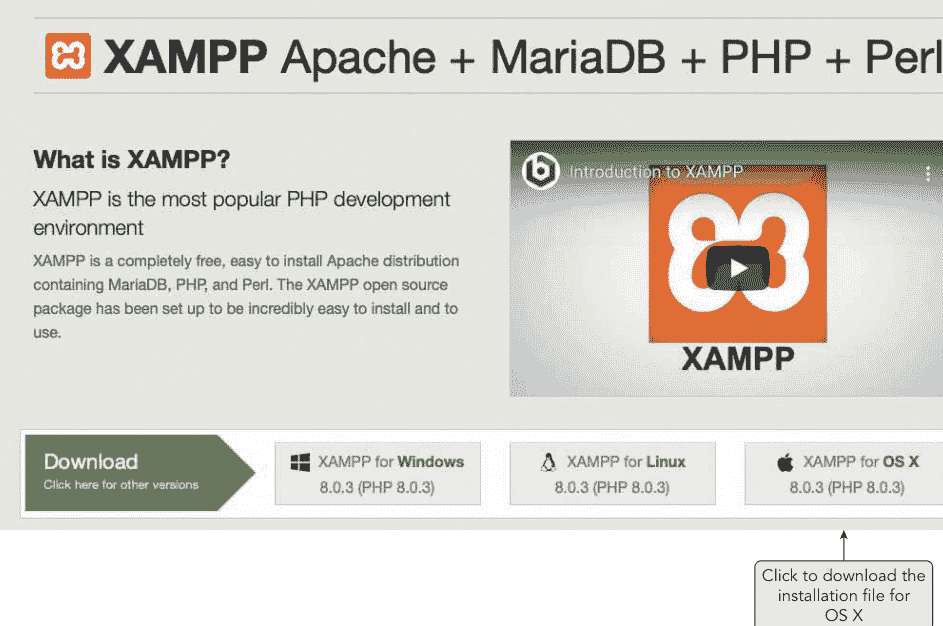 XAMPP Apache + MariaDB + PHP + Perl
What is XAMPP?
XAMPP is the most popular PHP development
environment
XAMPP is a completely free, easy to install Apache distribution
containing MariaDB, PHP, and Perl. The XAMPP open source
package has been set up to be incredibly easy to install and to
use.
Introduction to XAMPP
XAMPP
Download
Click here for other versions
XAMPP for Windows
8.0.3 (PHP 8.0.3)
XAMPP for Linux
8.0.3 (PHP 8.0.3)
XAMPP for OS X
8.0.3 (PHP 8.0.3)
Click to download the
installation file for
OS X